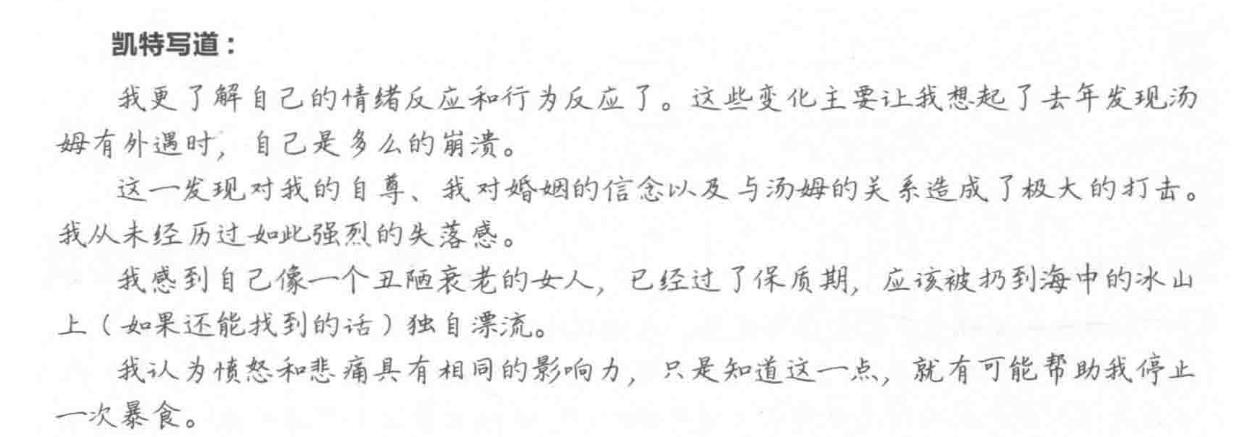 凯特写道：
我更了解自己的情绪反应和行为反应了。这些变化主要让我想起了去年发现汤
姆有外遇时，自己是多么的崩溃。
这一发现对我的自尊、我对婚姻的信念以及与汤姆的关系造成了极大的打击。
我从未经历过如此强烈的失落感。
我感到自己像一个丑陋衰老的女人，已经过了保质期，应该被扔到海中的冰山
上（如果还能找到的话）独自漂流。
我认为愤怒和悲痛具有相同的影响力，只是知道这一点，就有可能帮助我停止
一次暴食。